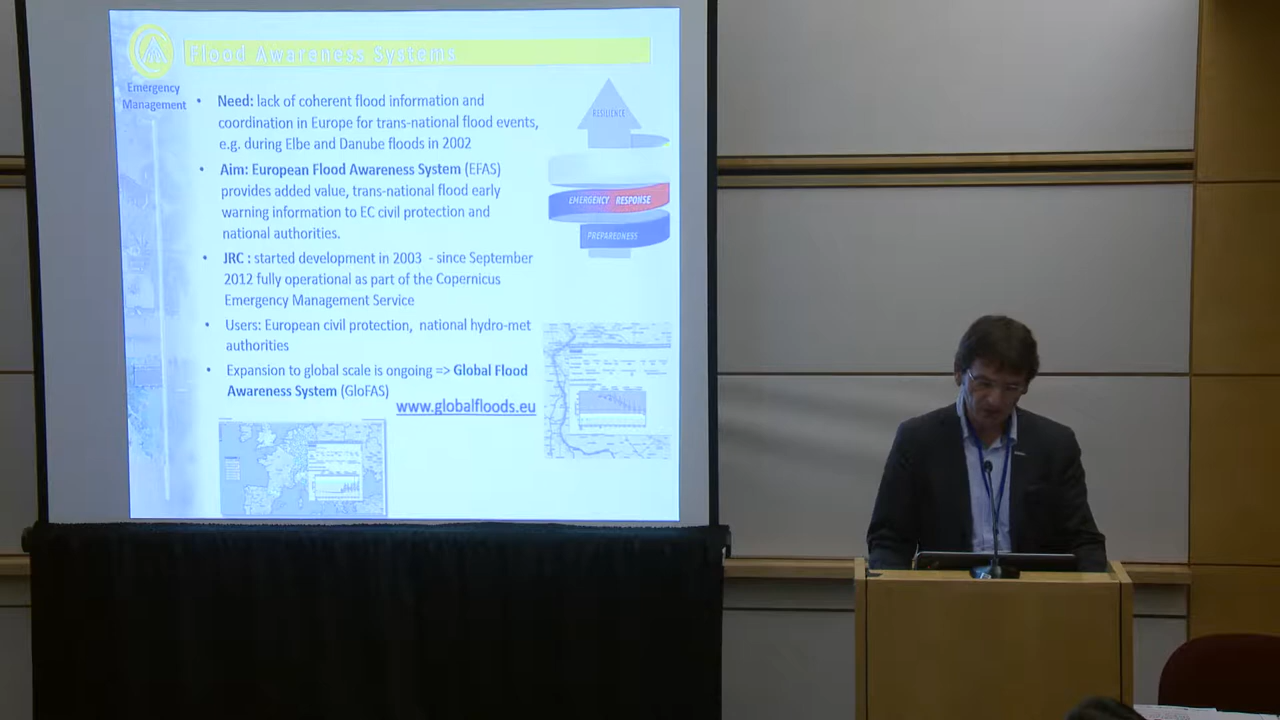 Flood Awareness Systems
Emergency
Management
• Need: lack of coherent flood information and
coordination in Europe for trans-national flood events,
e.g. during Elbe and Danube floods in 2002
• Aim: European Flood Awareness System (EFAS)
provides added value, trans-national flood early
warning information to EC civil protection and
national authorities.
• JRC : started development in 2003 - since September
2012 fully operational as part of the Copernicus
Emergency Management Service
• Users: European civil protection, national hydro-met
authorities
• Expansion to global scale is ongoing => Global Flood
Awareness System (GloFAS)
www.globalfloods.eu
RESILIENCE
EMERGENCY RESPONSE
PREPAREDNESS